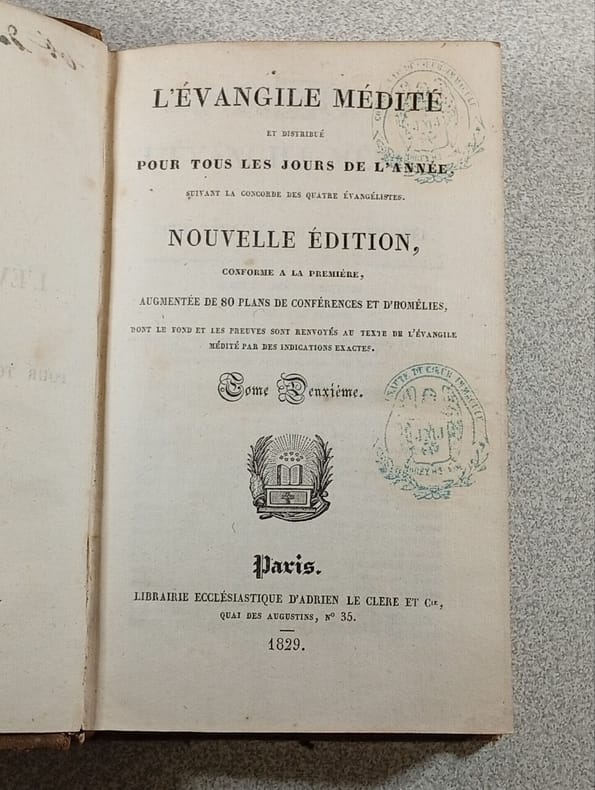 L'ÉVANGILE MÉDITÉ
ET DISTRIBUÉ
POUR TOUS LES JOURS DE L'ANNÉE,
SUIVANT LA CONCORDE DES QUATRE ÉVANGÉLISTES.
NOUVELLE ÉDITION,
CONFORME A LA PREMIÈRE,
AUGMENTÉE DE 80 PLANS DE CONFÉRENCES ET D'HOMÉLIES,
DONT LE FOND ET LES PREUVES SONT RENVOYÉS AU TEXTE DE L'ÉVANGILE
MÉDITÉ PAR DES INDICATIONS EXACTES.
Tome Deuxième.
Paris.
LIBRAIRIE ECCLÉSIASTIQUE D'ADRIEN LE CLERE ET Cie,
QUAI DES AUGUSTINS, N° 35.
1829.